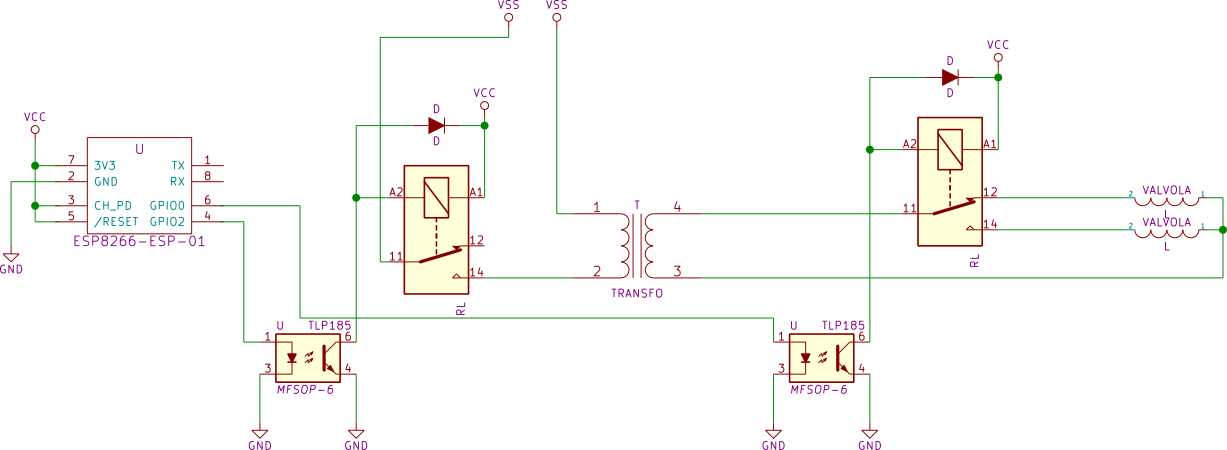 VSS
VSS
VCC
D
D
VCC
D
D
VCC
U
7 3V3 TX 1
2 GND RX 8
3 CH_PD GPIO0 6
5 /RESET GPIO2 4
ESP8266-ESP-01
GND
A2 A1
12
11
14
RL
T
1 4
2 3
TRANSFO
A2 A1
12
11
14
RL
2 VALVOLA 1
L
2 VALVOLA 1
L
U TLP185
1 6
3 4
MFSOP-6
GND GND
U TLP185
1 6
3 4
MFSOP-6
GND GND